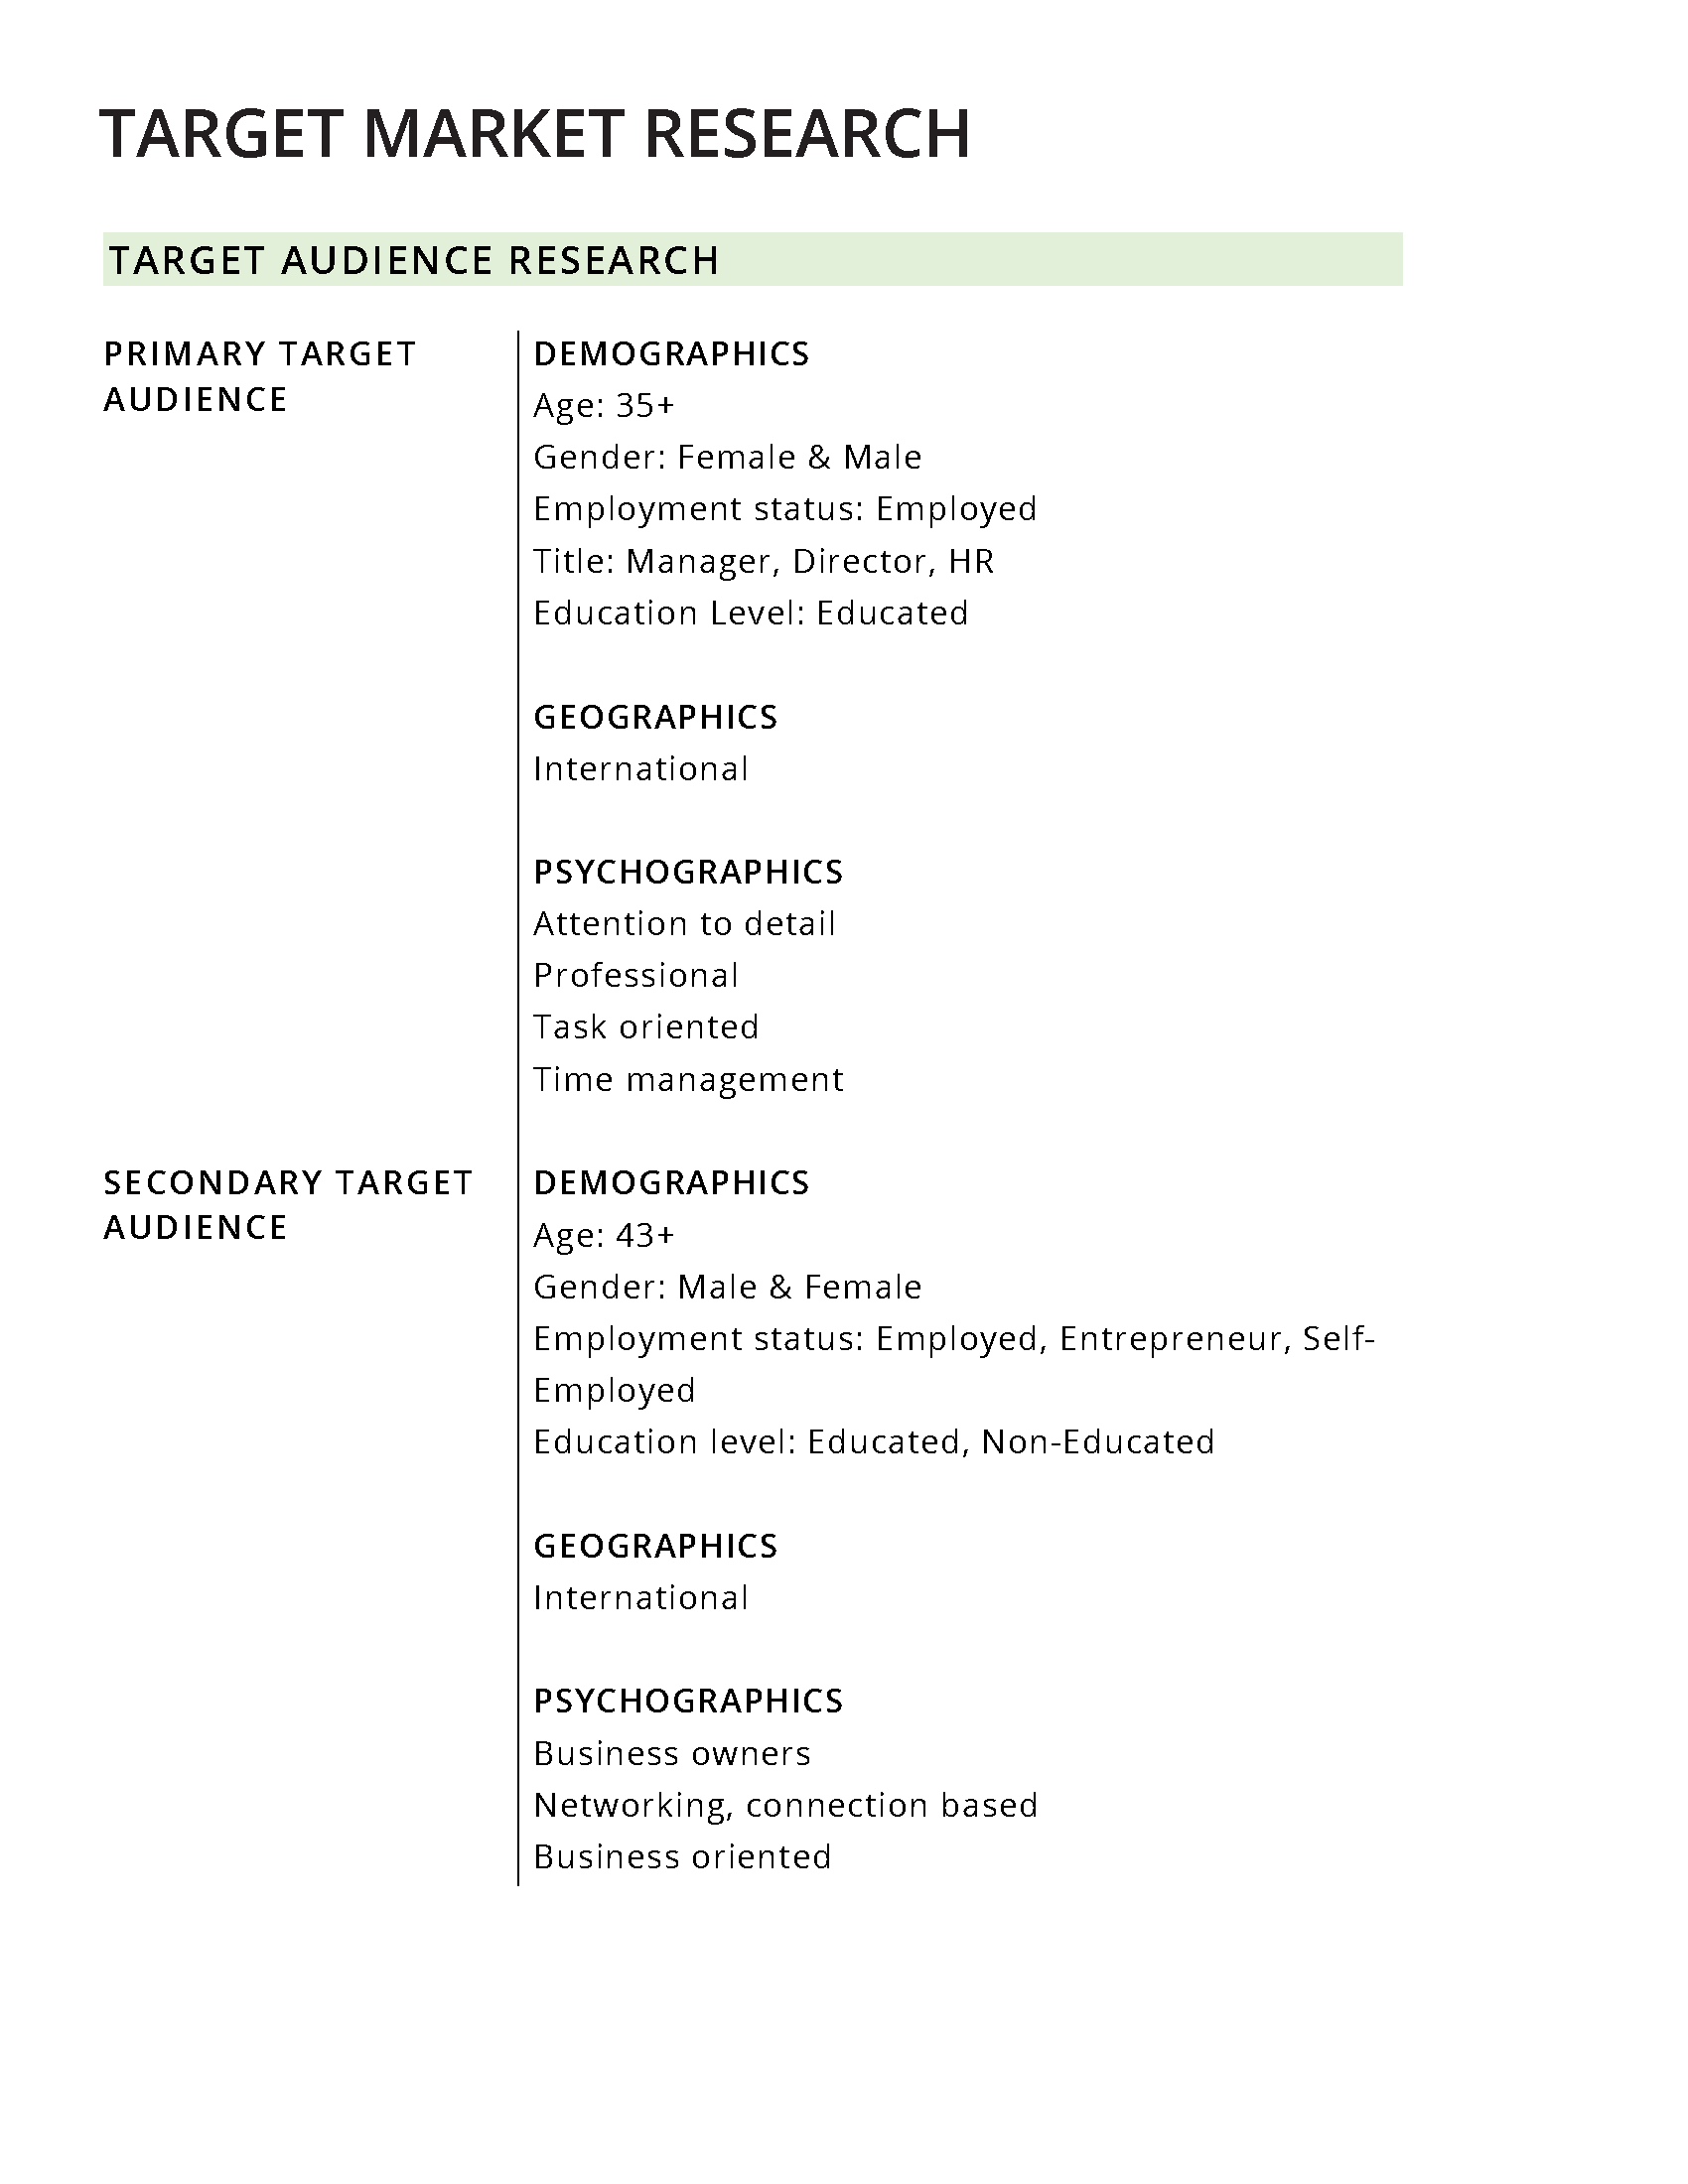 TARGET MARKET RESEARCH
TARGET AUDIENCE RESEARCH
PRIMARY TARGET
AUDIENCE
DEMOGRAPHICS
Age: 35+
Gender: Female & Male
Employment status: Employed
Title: Manager, Director, HR
Education Level: Educated
GEOGRAPHICS
International
PSYCHOGRAPHICS
Attention to detail
Professional
Task oriented
Time management
SECONDARY TARGET
AUDIENCE
DEMOGRAPHICS
Age: 43+
Gender: Male & Female
Employment status: Employed, Entrepreneur, Self-
Employed
Education level: Educated, Non-Educated
GEOGRAPHICS
International
PSYCHOGRAPHICS
Business owners
Networking, connection based
Business oriented